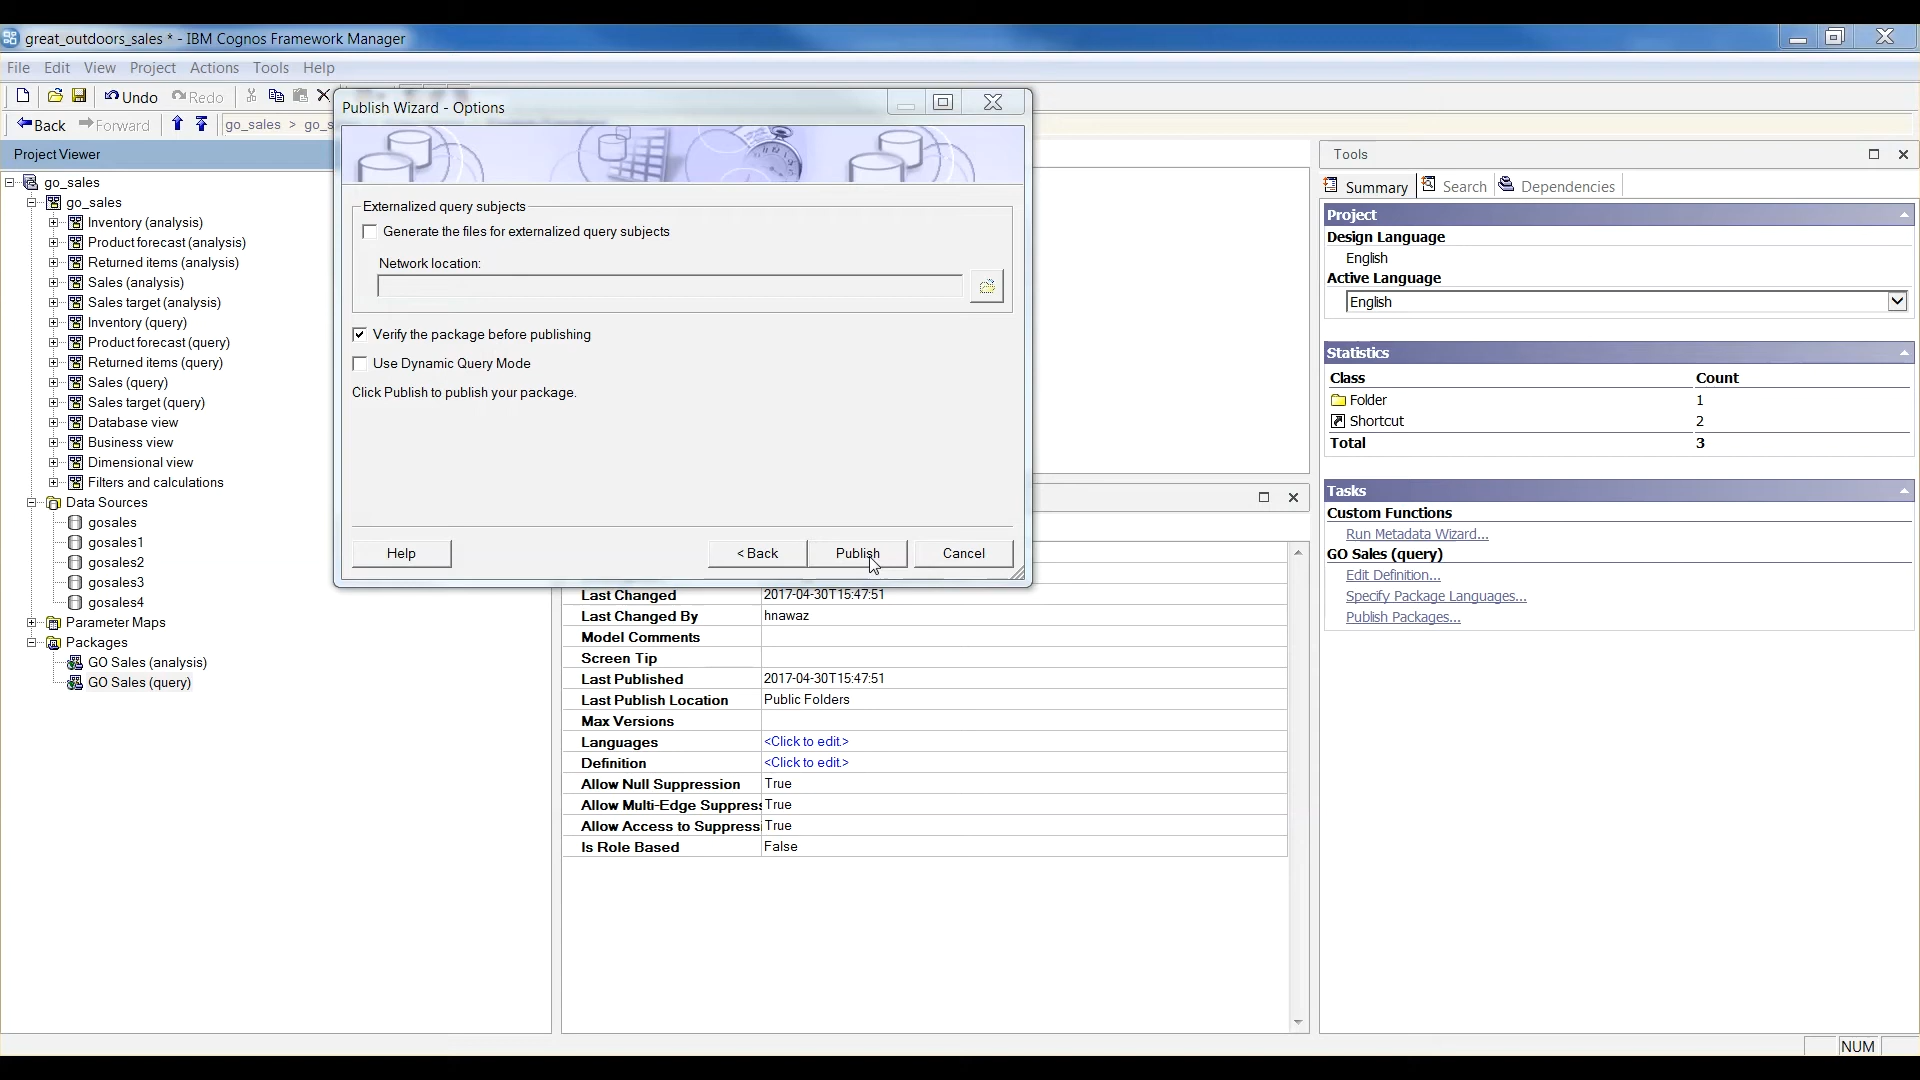 great_outdoors_sales * - IBM Cognos Framework Manager
File Edit View Project Actions Tools Help
Undo Redo
Back Forward go_sales > go_s
Publish Wizard - Options
Externalized query subjects
Generate the files for externalized query subjects
Network location:
Verify the package before publishing
Use Dynamic Query Mode
Click Publish to publish your package.
Help < Back Publish Cancel
Project Viewer
go_sales
go_sales
Inventory (analysis)
Product forecast (analysis)
Returned items (analysis)
Sales (analysis)
Sales target (analysis)
Inventory (query)
Product forecast (query)
Returned items (query)
Sales (query)
Sales target (query)
Database view
Business view
Dimensional view
Filters and calculations
Data Sources
gosales
gosales1
gosales2
gosales3
gosales4
Parameter Maps
Packages
GO Sales (analysis)
GO Sales (query)
Last Changed 2017-04-30T15:47:51
Last Changed By hnawaz
Model Comments
Screen Tip
Last Published 2017-04-30T15:47:51
Last Publish Location Public Folders
Max Versions
Languages <Click to edit.>
Definition <Click to edit.>
Allow Null Suppression True
Allow Multi-Edge Suppress True
Allow Access to Suppress True
Is Role Based False
Tools
Summary Search Dependencies
Project
Design Language
English
Active Language
English
Statistics
Class Count
Folder 1
Shortcut 2
Total 3
Tasks
Custom Functions
Run Metadata Wizard...
GO Sales (query)
Edit Definition...
Specify Package Languages...
Publish Packages...
NUM